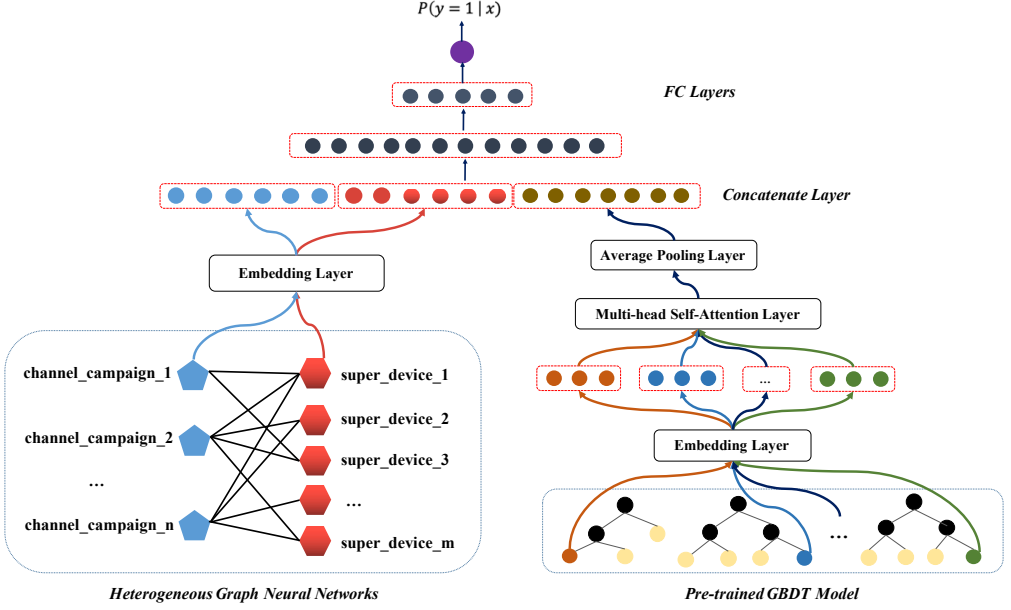 P(y = 1 | x)
FC Layers
Concatenate Layer
Average Pooling Layer
Embedding Layer
Multi-head Self-Attention Layer
channel_campaign_1
super_device_1
...
super_device_2
channel_campaign_2
Embedding Layer
super_device_3
...
...
channel_campaign_n
super_device_m
...
Heterogeneous Graph Neural Networks
Pre-trained GBDT Model